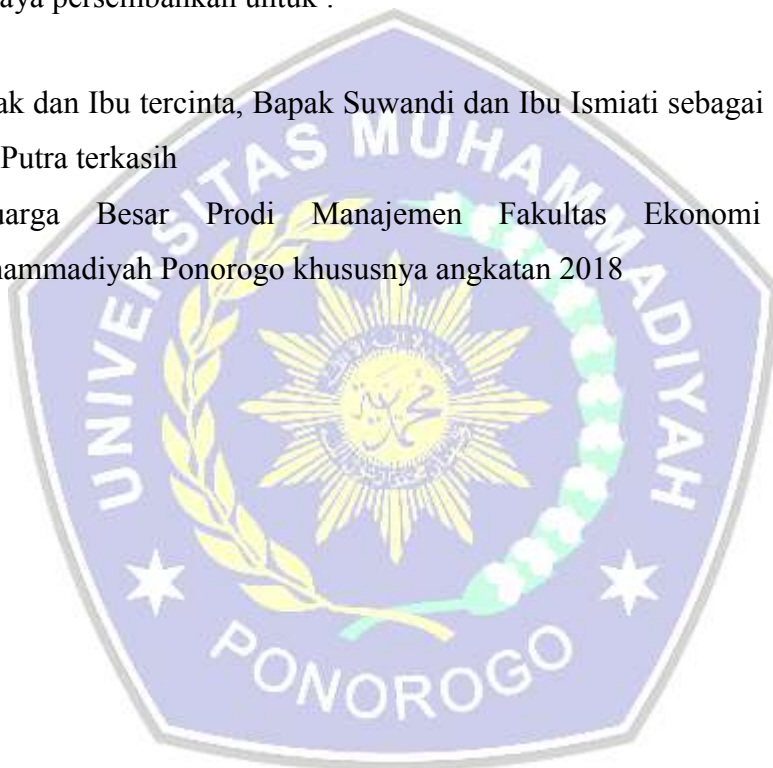 aya persembahkan untuk :
ak dan Ibu tercinta, Bapak Suwandi dan Ibu Ismiati sebagai
Putra terkasih
uarga Besar Prodi Manajemen Fakultas Ekonomi
hammadiyah Ponorogo khususnya angkatan 2018
UNIVERSITAS MUHAMMADIYAH
PONOROGO